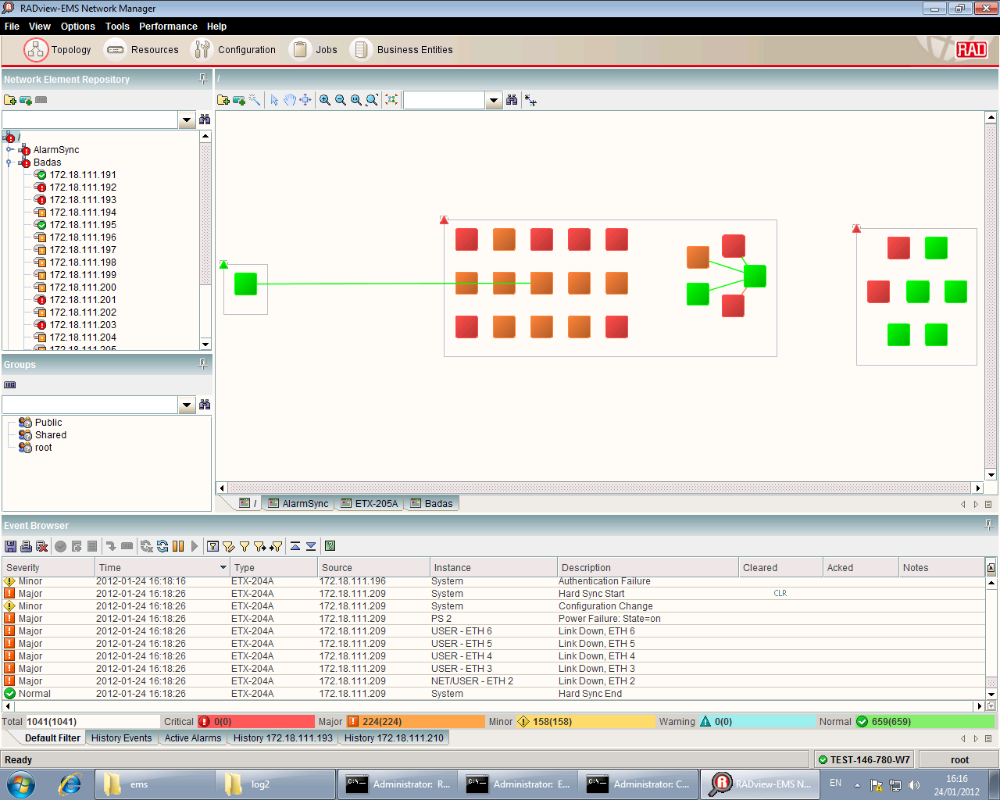 RADview-EMS Network Manager
File View Options Tools Performance Help
Topology Resources Configuration Jobs Business Entities
RAD
Network Element Repository
/
/
AlarmSync
Badas
172.18.111.191
172.18.111.192
172.18.111.193
172.18.111.194
172.18.111.195
172.18.111.196
172.18.111.197
172.18.111.198
172.18.111.199
172.18.111.200
172.18.111.201
172.18.111.202
172.18.111.203
172.18.111.204
172.18.111.205
Groups
Public
Shared
root
/ AlarmSync ETX-205A Badas
Event Browser
Severity Time Type Source Instance Description Cleared Acked Notes
Minor 2012-01-24 16:18:16 ETX-204A 172.18.111.196 System Authentication Failure
Major 2012-01-24 16:18:26 ETX-204A 172.18.111.209 System Hard Sync Start CLR
Minor 2012-01-24 16:18:26 ETX-204A 172.18.111.209 System Configuration Change
Major 2012-01-24 16:18:26 ETX-204A 172.18.111.209 PS 2 Power Failure: State=on
Major 2012-01-24 16:18:26 ETX-204A 172.18.111.209 USER - ETH 6 Link Down, ETH 6
Major 2012-01-24 16:18:26 ETX-204A 172.18.111.209 USER - ETH 5 Link Down, ETH 5
Major 2012-01-24 16:18:26 ETX-204A 172.18.111.209 USER - ETH 4 Link Down, ETH 4
Major 2012-01-24 16:18:26 ETX-204A 172.18.111.209 USER - ETH 3 Link Down, ETH 3
Major 2012-01-24 16:18:26 ETX-204A 172.18.111.209 NET/USER - ETH 2 Link Down, ETH 2
Normal 2012-01-24 16:18:26 ETX-204A 172.18.111.209 System Hard Sync End
Total 1041(1041) Critical 0(0) Major 224(224) Minor 158(158) Warning 0(0) Normal 659(659)
Default Filter History Events Active Alarms History 172.18.111.193 History 172.18.111.210
Ready TEST-146-780-W7 root
ems log2 Administrator: R... Administrator: E... Administrator: C... RADview-EMS N... EN 16:16
24/01/2012